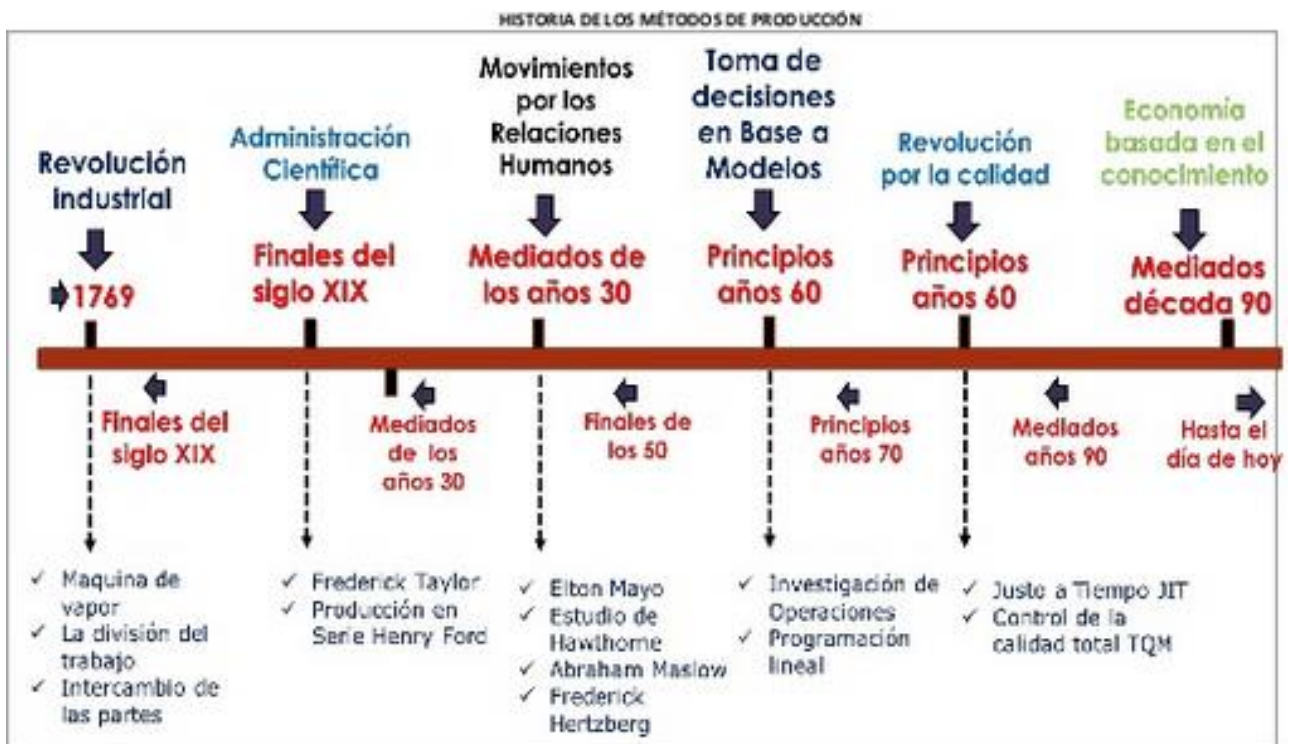 HISTORIA DE LOS MÉTODOS DE PRODUCCIÓN
Revolución
industrial
1769
Administración
Científica
Finales del
siglo XIX
Movimientos
por los
Relaciones
Humanos
Mediados de
los años 30
Toma de
decisiones
en Base a
Modelos
Principios
años 60
Revolución
por la calidad
Principios
años 60
Economía
basada en el
conocimiento
Mediados
década 90
Finales del
siglo XIX
Mediados
de los
años 30
Finales de
los 50
Principios
años 70
Mediados
años 90
Hasta el
día de hoy
✓ Maquina de
vapor
✓ La división del
trabajo
✓ Intercambio de
las partes
✓ Frederick Taylor
✓ Producción en
Serie Henry Ford
✓ Elton Mayo
✓ Estudio de
Hawthorne
✓ Abraham Maslow
✓ Frederick
Hertzberg
✓ Investigación de
Operaciones
✓ Programación
lineal
✓ Justo a Tiempo JIT
✓ Control de la
calidad total TQM